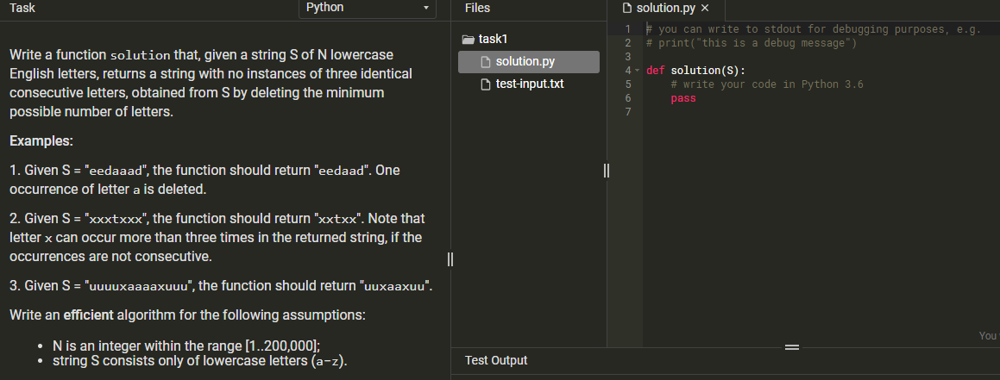 Task
Python
Write a function solution that, given a string S of N lowercase
English letters, returns a string with no instances of three identical
consecutive letters, obtained from S by deleting the minimum
possible number of letters.
Examples:
1. Given S = "eedaaad", the function should return "eedaad". One
occurrence of letter a is deleted.
2. Given S = "xxxtxxx", the function should return "xxtxx". Note that
letter x can occur more than three times in the returned string, if the
occurrences are not consecutive.
3. Given S = "uuuuxaaaaxuuu", the function should return "uuxaaxuu".
Write an efficient algorithm for the following assumptions:
• N is an integer within the range [1..200,000];
• string S consists only of lowercase letters (a-z).
Files
task1
solution.py
test-input.txt
solution.py ×
1 # you can write to stdout for debugging purposes, e.g.
2 # print("this is a debug message")
3
4 def solution(S):
5 # write your code in Python 3.6
6 pass
7
You
Test Output